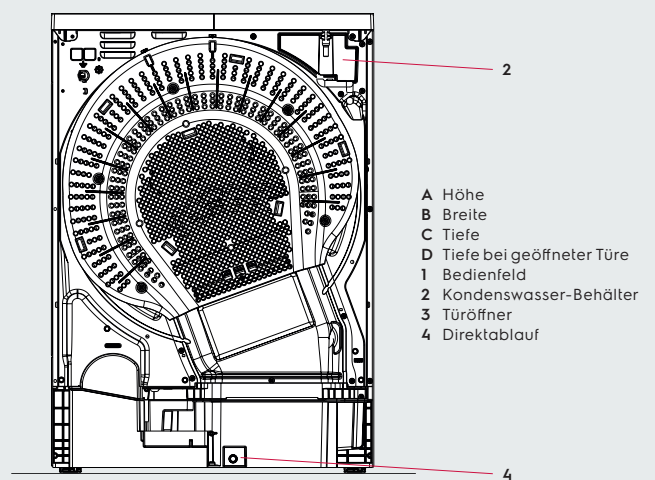 2
A Höhe
B Breite
C Tiefe
D Tiefe bei geöffneter Türe
1 Bedienfeld
2 Kondenswasser-Behälter
3 Türöffner
4 Direktablauf
4